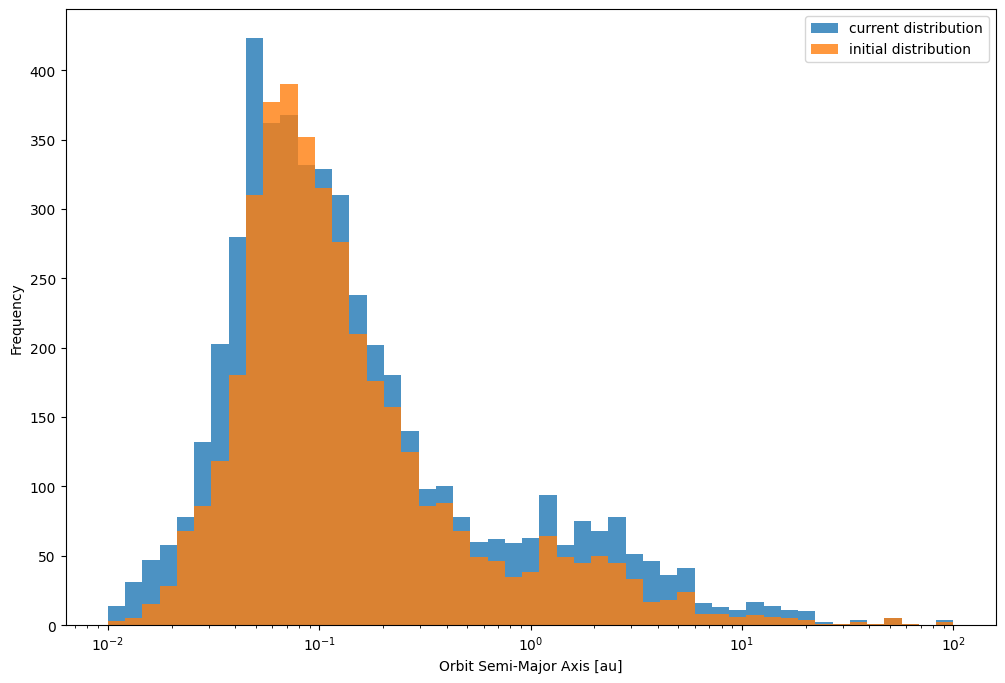 current distribution
initial distribution
400
350
300
250
200
150
100
50
0
Frequency
10⁻² 10⁻¹ 10⁰ 10¹ 10²
Orbit Semi-Major Axis [au]